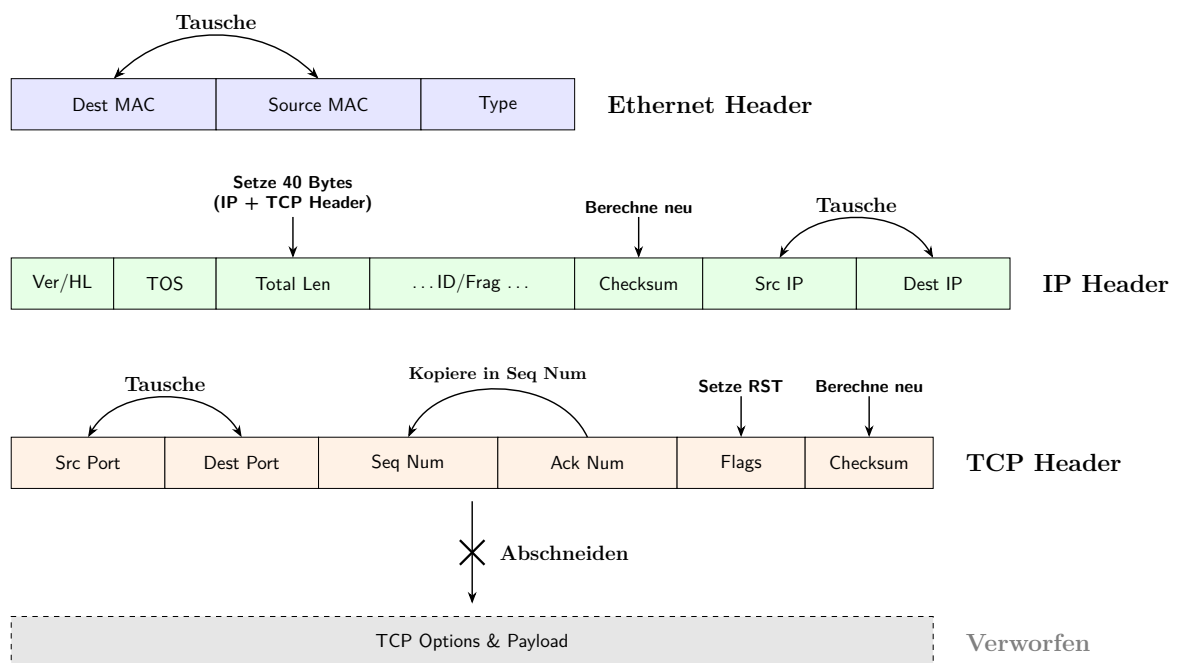 Tausche
Dest MAC
Source MAC
Type
Ethernet Header
Setze 40 Bytes
(IP + TCP Header)
Berechne neu
Tausche
Ver/HL
TOS
Total Len
...ID/Frag ...
Checksum
Src IP
Dest IP
IP Header
Tausche
Kopiere in Seq Num
Setze RST
Berechne neu
Src Port
Dest Port
Seq Num
Ack Num
Flags
Checksum
TCP Header
Abschneiden
TCP Options & Payload
Verworfen